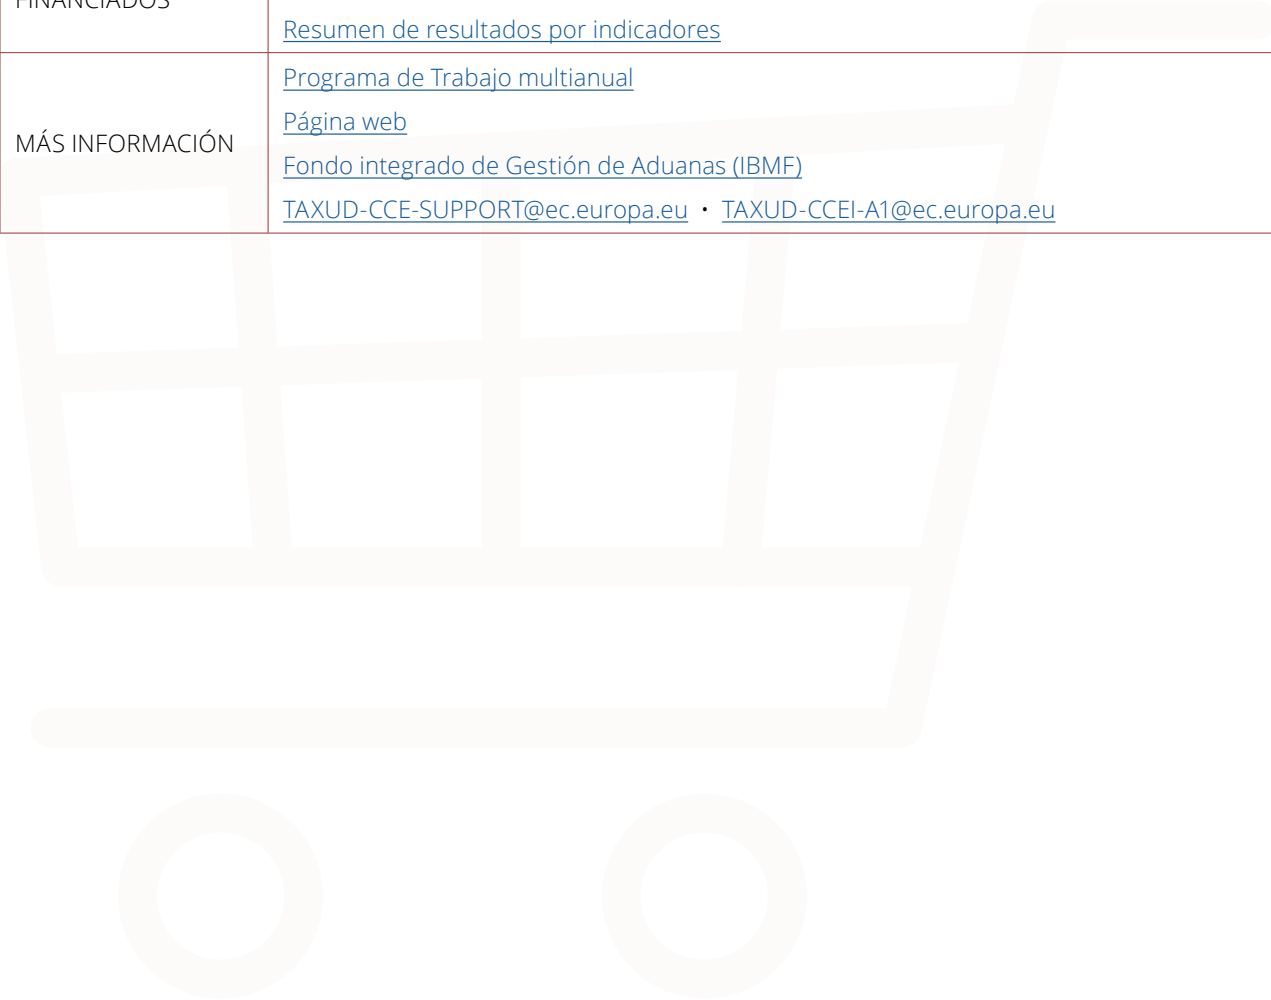 FINANCIADOS
Resumen de resultados por indicadores
MÁS INFORMACIÓN
Programa de Trabajo multianual
Página web
Fondo integrado de Gestión de Aduanas (IBMF)
TAXUD-CCE-SUPPORT@ec.europa.eu • TAXUD-CCEI-A1@ec.europa.eu